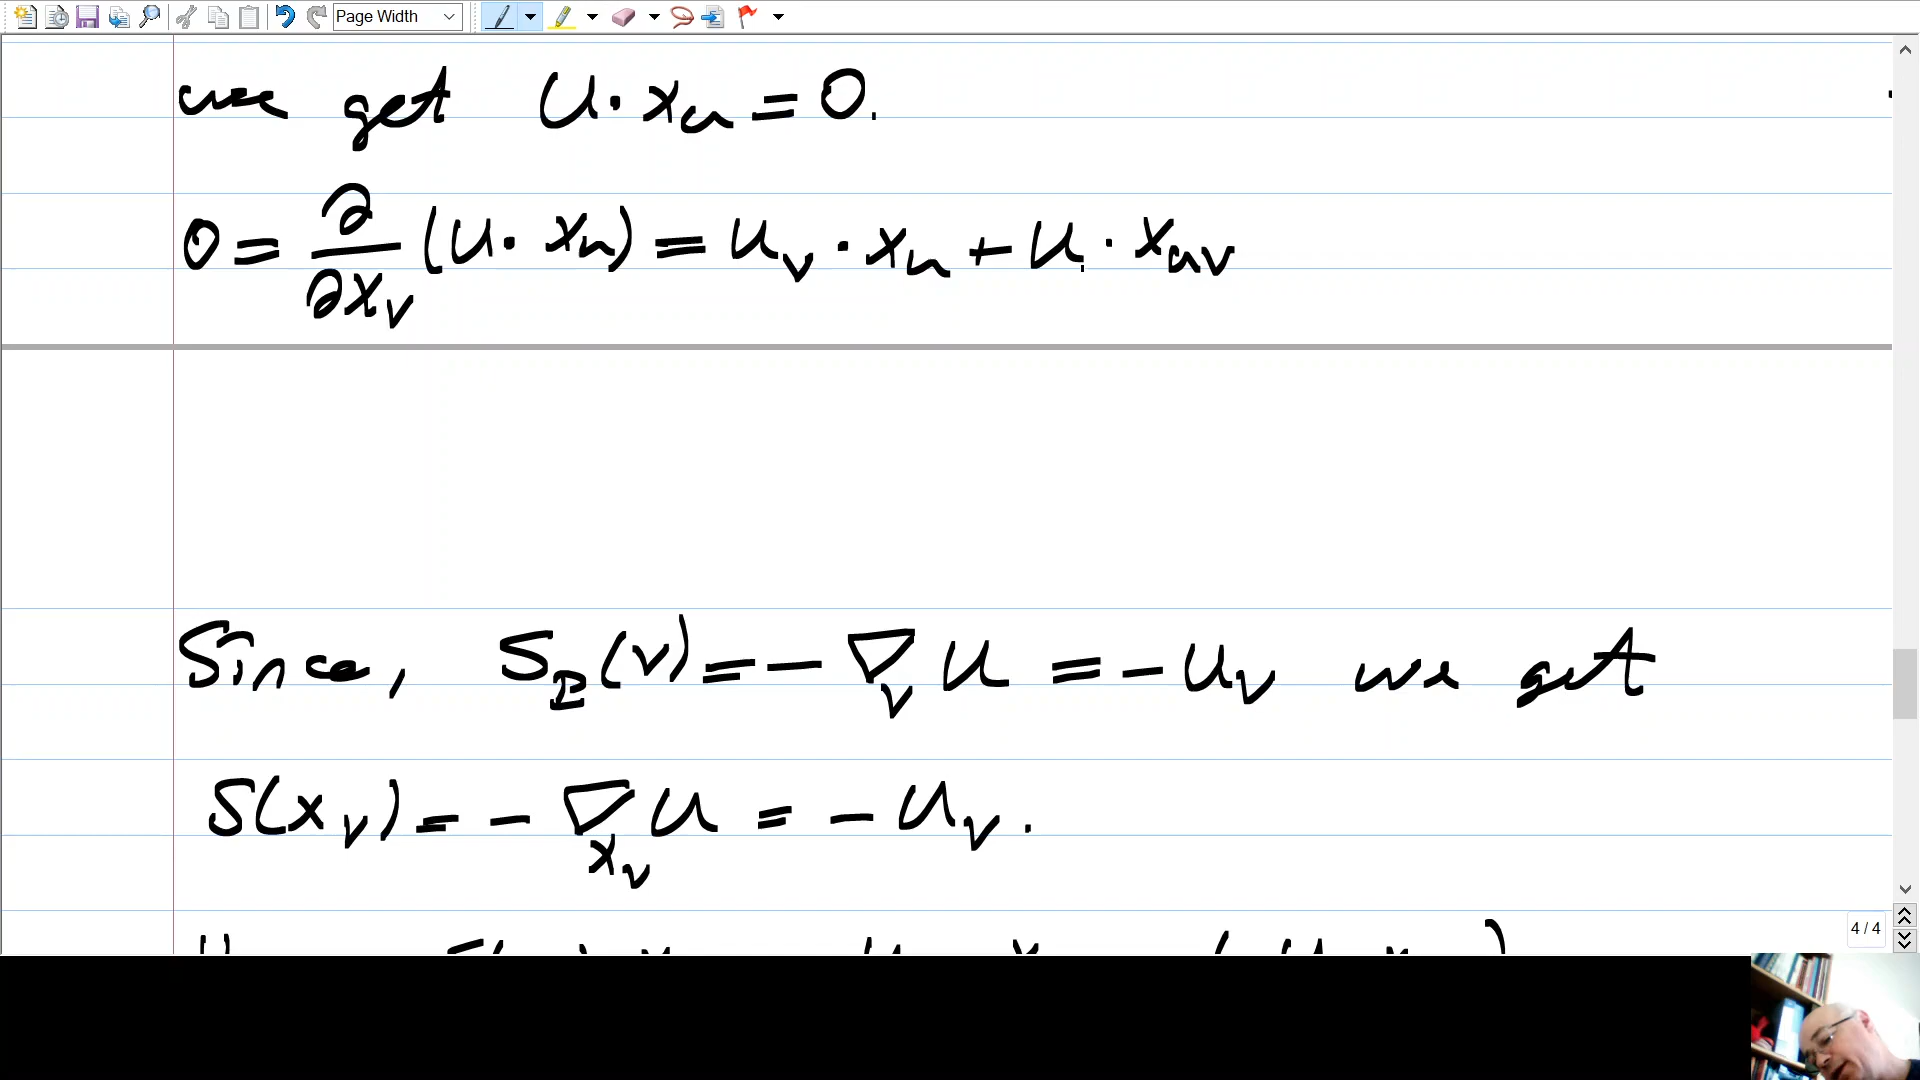 Page Width
we get U · x_u = 0.
0 = ∂/∂x_v (U · x_u) = U_v · x_u + U · x_uv
Since, S_P(v) = - ∇_v U = - U_v we get
S(x_v) = - ∇_{x_v} U = - U_v.
4 / 4